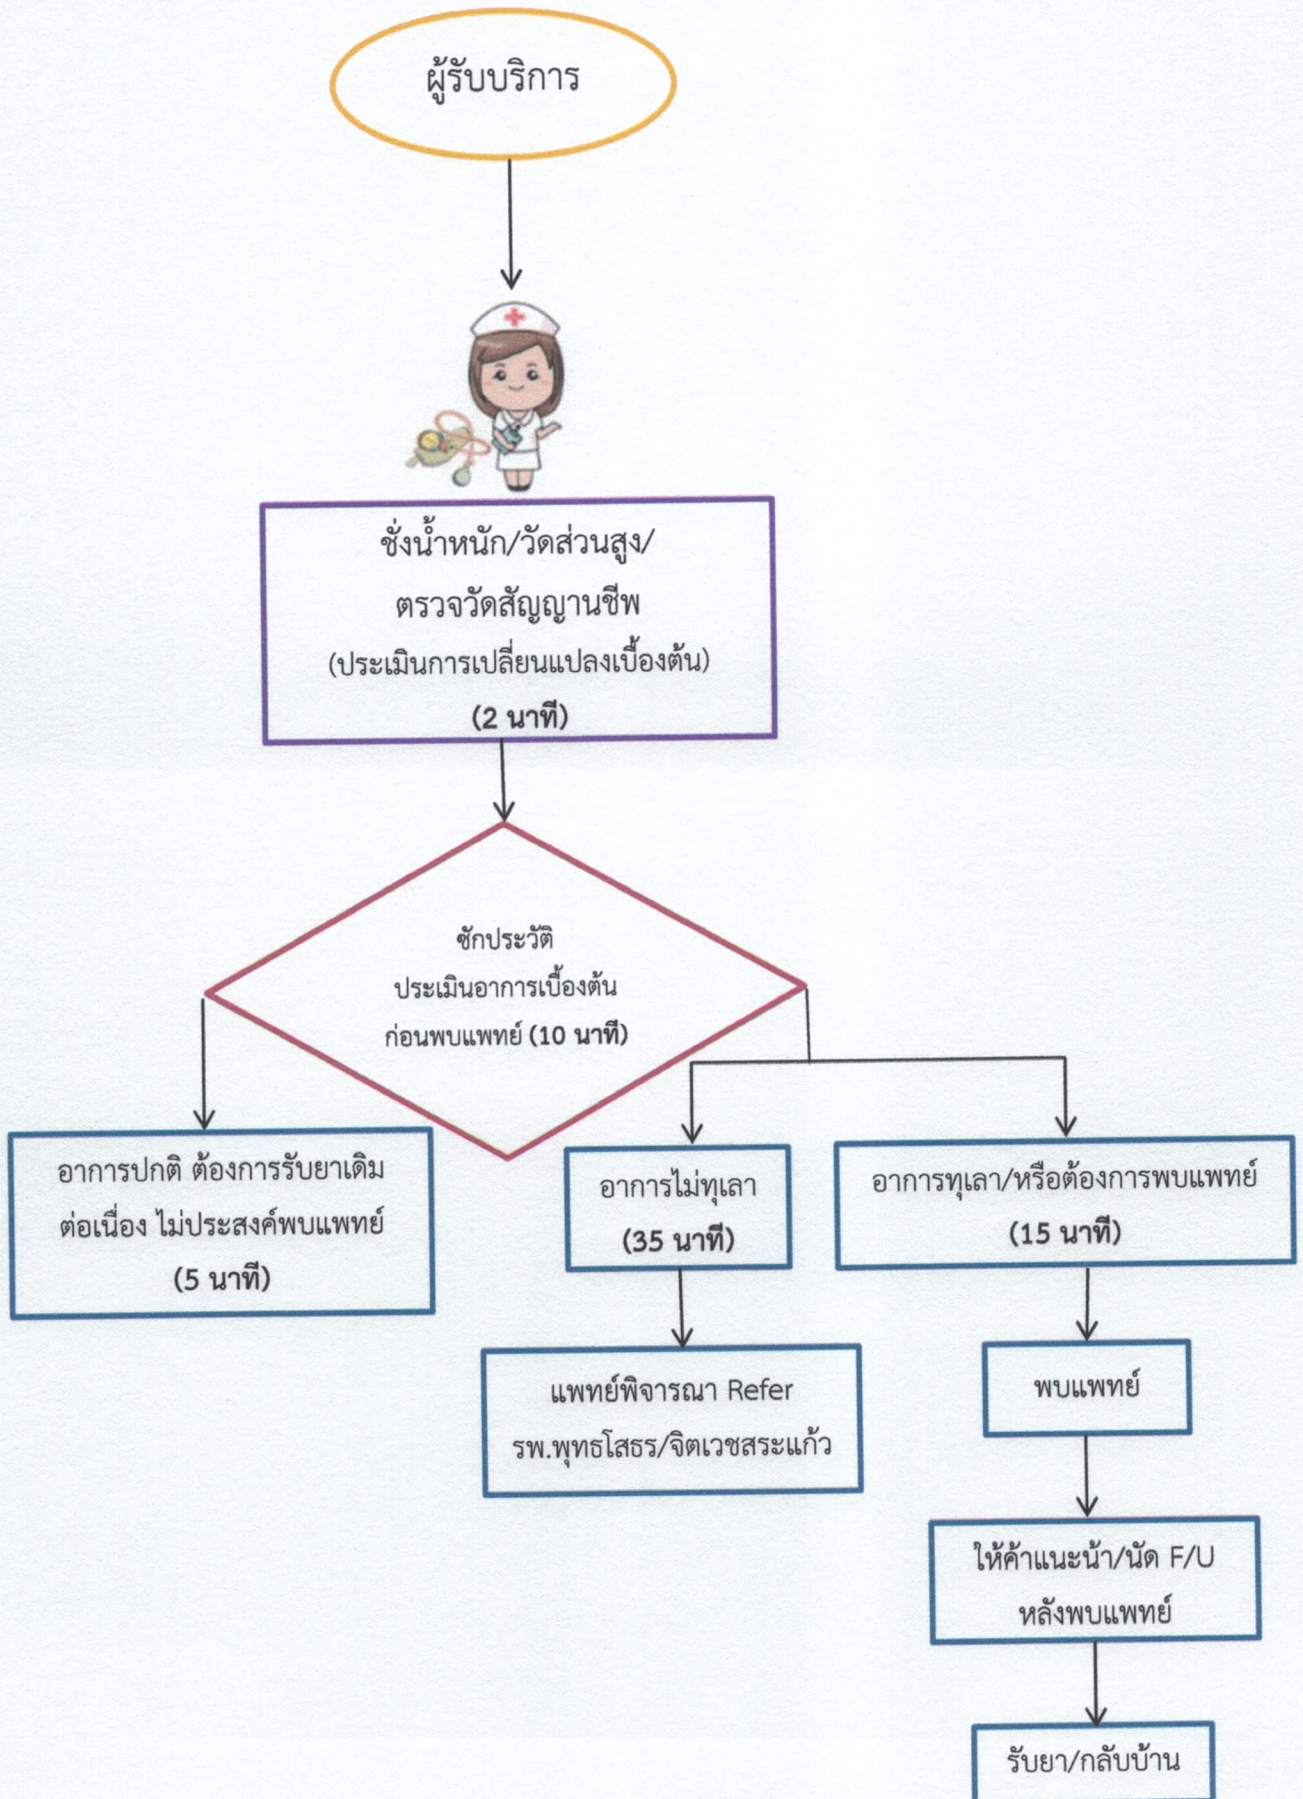 ผู้รับบริการ
ชั่งน้ำหนัก/วัดส่วนสูง/
ตรวจวัดสัญญานชีพ
(ประเมินการเปลี่ยนแปลงเบื้องต้น)
(2 นาที)
ซักประวัติ
ประเมินอาการเบื้องต้น
ก่อนพบแพทย์ (10 นาที)
อาการปกติ ต้องการรับยาเดิม
ต่อเนื่อง ไม่ประสงค์พบแพทย์
(5 นาที)
อาการไม่ทุเลา
(35 นาที)
แพทย์พิจารณา Refer
รพ.พุทธโสธร/จิตเวชสระแก้ว
อาการทุเลา/หรือต้องการพบแพทย์
(15 นาที)
พบแพทย์
ให้ค้าแนะน้า/นัด F/U
หลังพบแพทย์
รับยา/กลับบ้าน